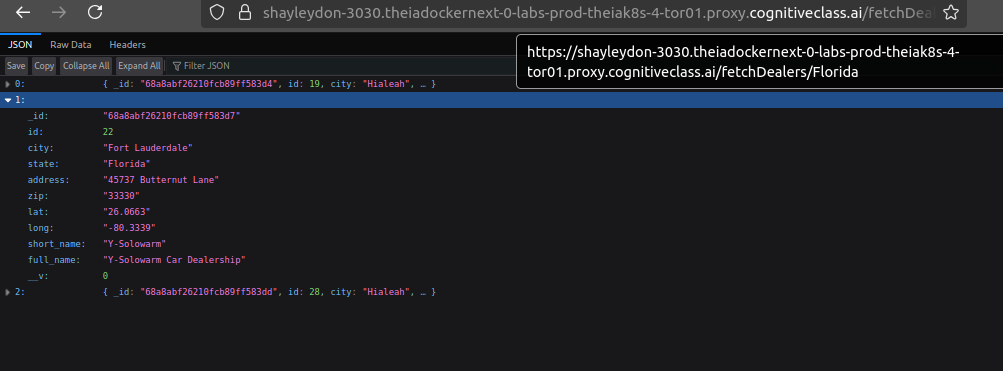 shayleydon-3030.theiadockernext-0-labs-prod-theiak8s-4-tor01.proxy.cognitiveclass.ai/fetchDeal
https://shayleydon-3030.theiadockernext-0-labs-prod-theiak8s-4-
tor01.proxy.cognitiveclass.ai/fetchDealers/Florida
JSON Raw Data Headers
Save Copy Collapse All Expand All Filter JSON
0: { _id: "68a8abf26210fcb89ff583d4", id: 19, city: "Hialeah", … }
1:
_id: "68a8abf26210fcb89ff583d7"
id: 22
city: "Fort Lauderdale"
state: "Florida"
address: "45737 Butternut Lane"
zip: "33330"
lat: "26.0663"
long: "-80.3339"
short_name: "Y-Solowarm"
full_name: "Y-Solowarm Car Dealership"
__v: 0
2: { _id: "68a8abf26210fcb89ff583dd", id: 28, city: "Hialeah", … }